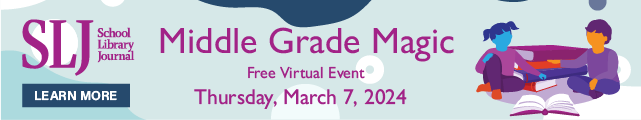 SLJ School
Library
Journal
LEARN MORE
Middle Grade Magic
Free Virtual Event
Thursday, March 7, 2024